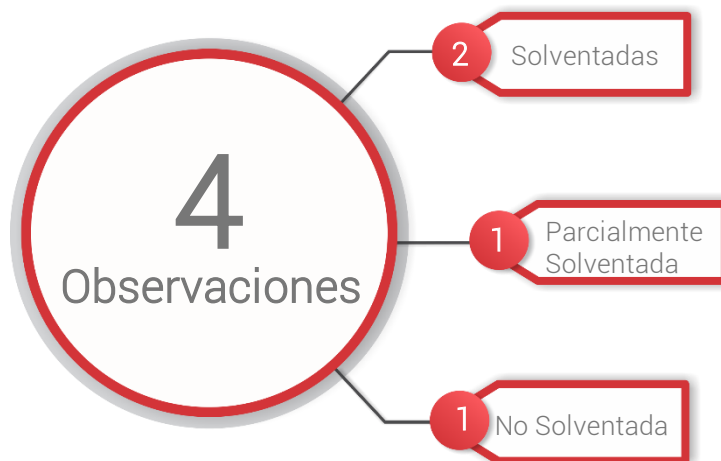 4
Observaciones
2
Solventadas
1
Parcialmente
Solventada
1
No Solventada